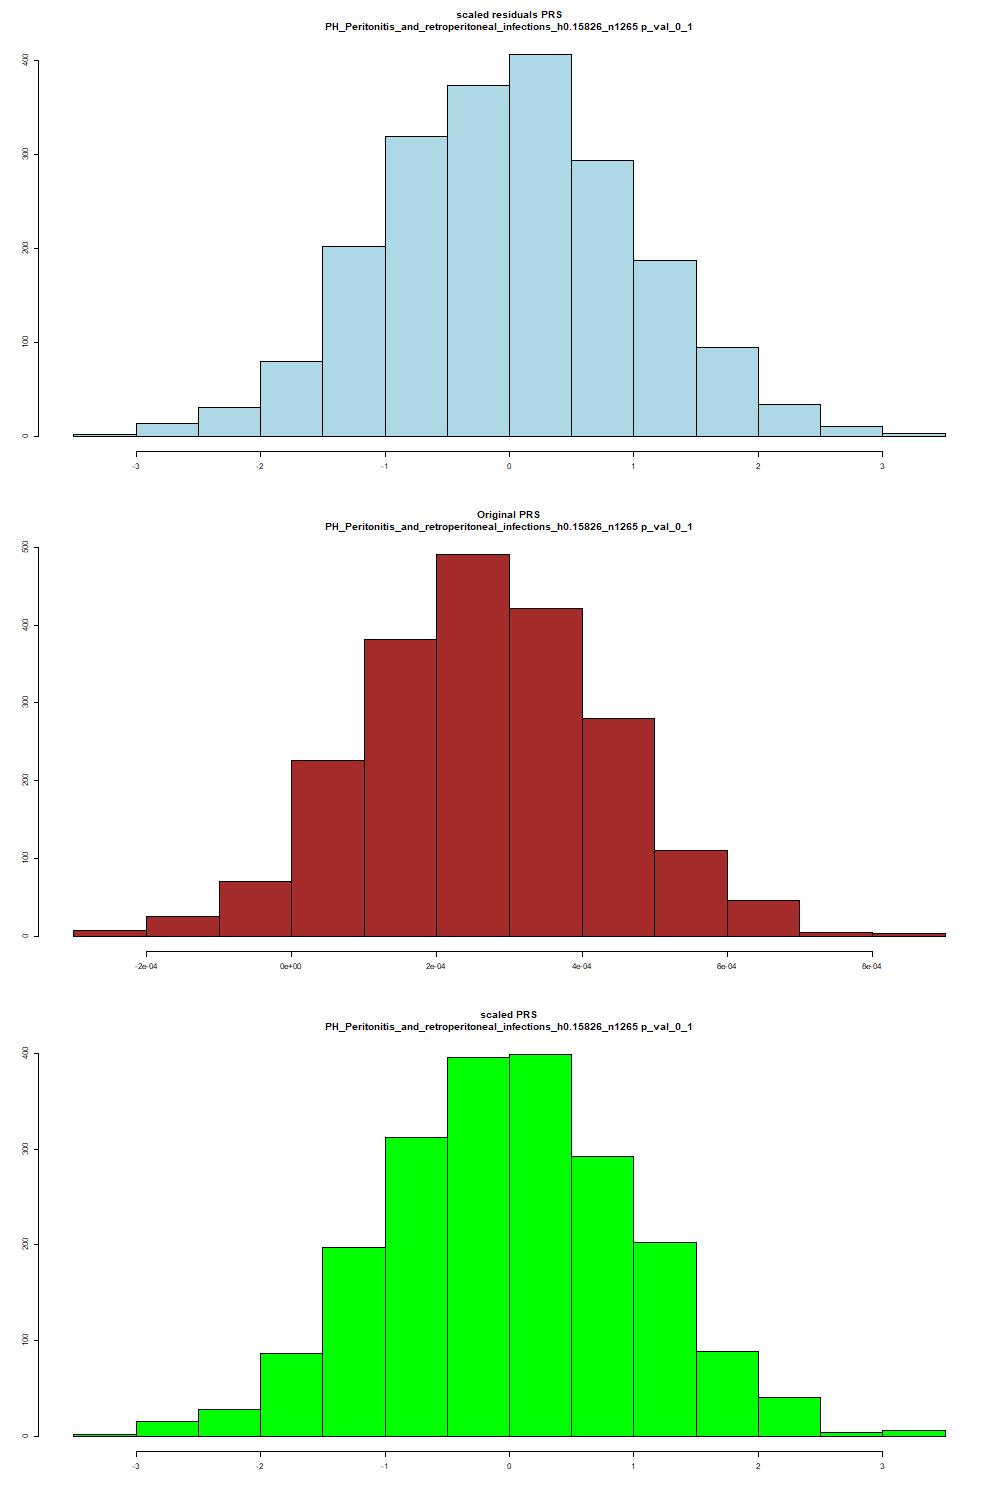 scaled residuals PRS
PH_Peritonitis_and_retroperitoneal_infections_h0.15826_n1265 p_val_0_1
400
300
200
100
0
-3 -2 -1 0 1 2 3
Original PRS
PH_Peritonitis_and_retroperitoneal_infections_h0.15826_n1265 p_val_0_1
500
400
300
200
100
0
-2e-04 0e+00 2e-04 4e-04 6e-04 8e-04
scaled PRS
PH_Peritonitis_and_retroperitoneal_infections_h0.15826_n1265 p_val_0_1
400
300
200
100
0
-3 -2 -1 0 1 2 3